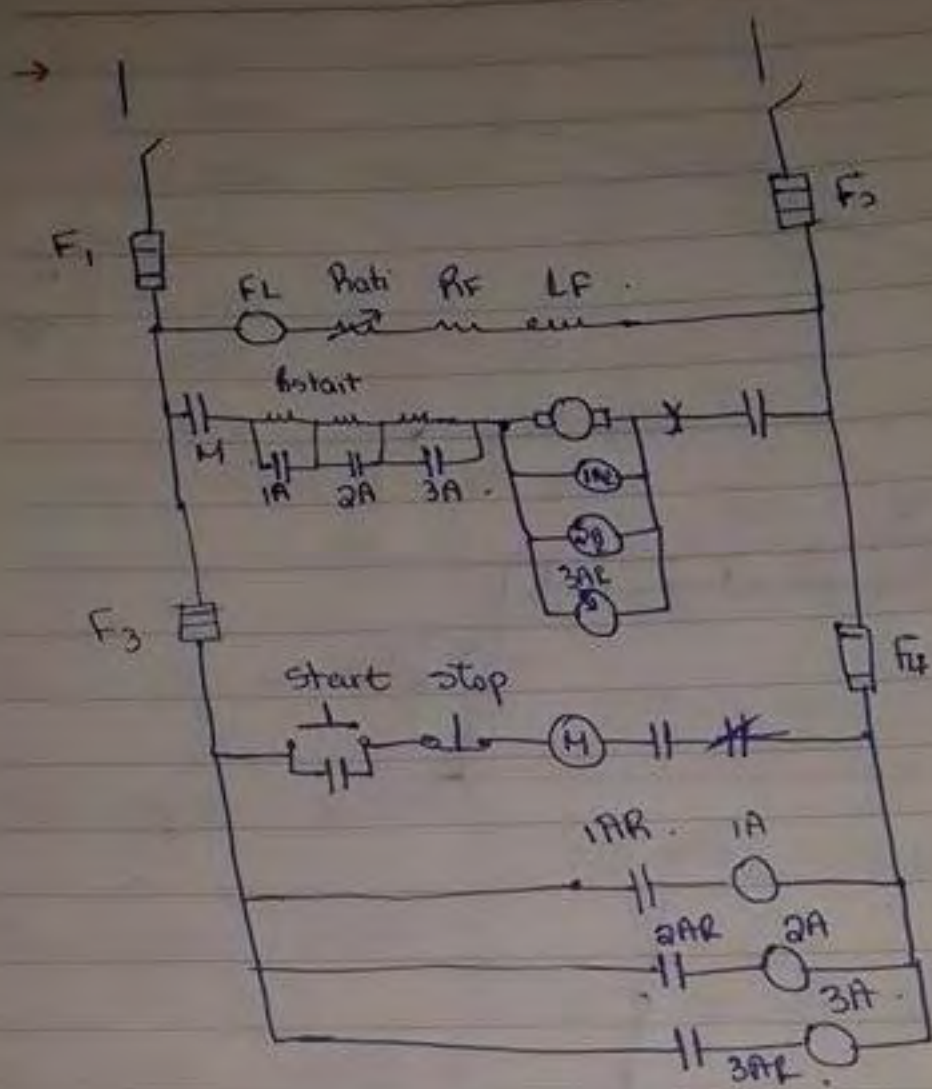 F1
F2
FL Rati RF LF
Rstart
M
1A 2A 3A
1AR
3AR
F3
F4
start stop
M
1AR 1A
2AR 2A
3A
3AR